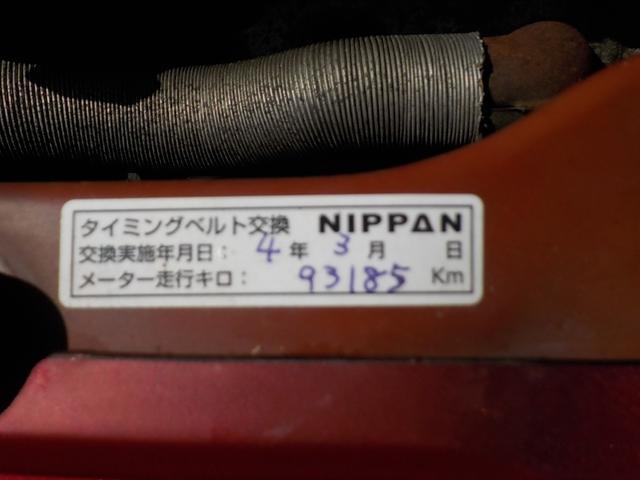 タイミングベルト交換 NIPPAN
交換実施年月日： 4年 3月 日
メーター走行キロ： 93185 Km